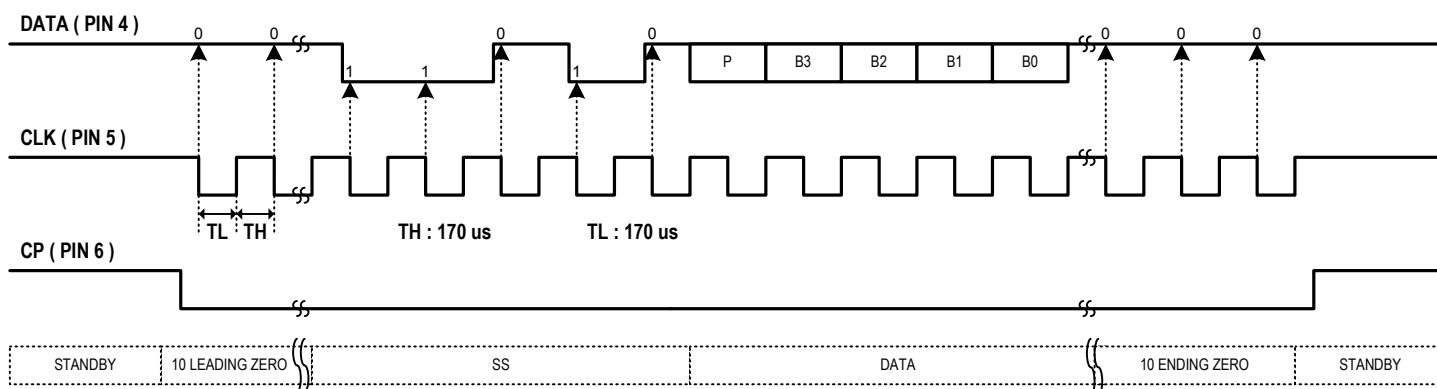 DATA ( PIN 4 )
0 0 1 1 0 1 0 P B3 B2 B1 B0 0 0 0
CLK ( PIN 5 )
TL TH TH : 170 us TL : 170 us
CP ( PIN 6 )
STANDBY 10 LEADING ZERO SS DATA 10 ENDING ZERO STANDBY